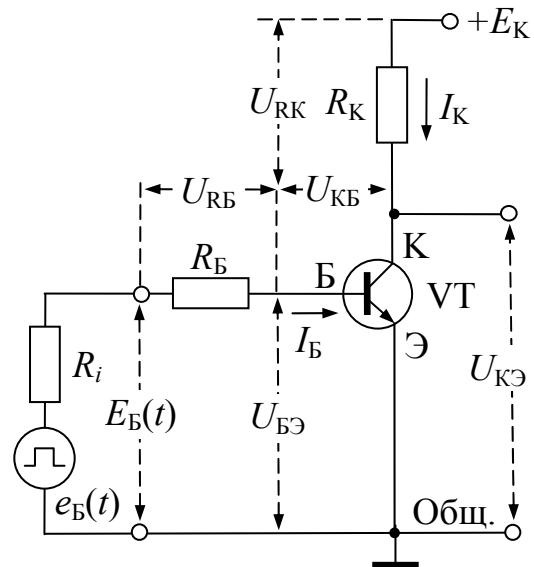 +E_К
U_RК
R_К
I_К
U_RБ
U_КБ
К
R_Б
Б
VT
I_Б
Э
R_i
E_Б(t)
U_БЭ
U_КЭ
e_Б(t)
Общ.